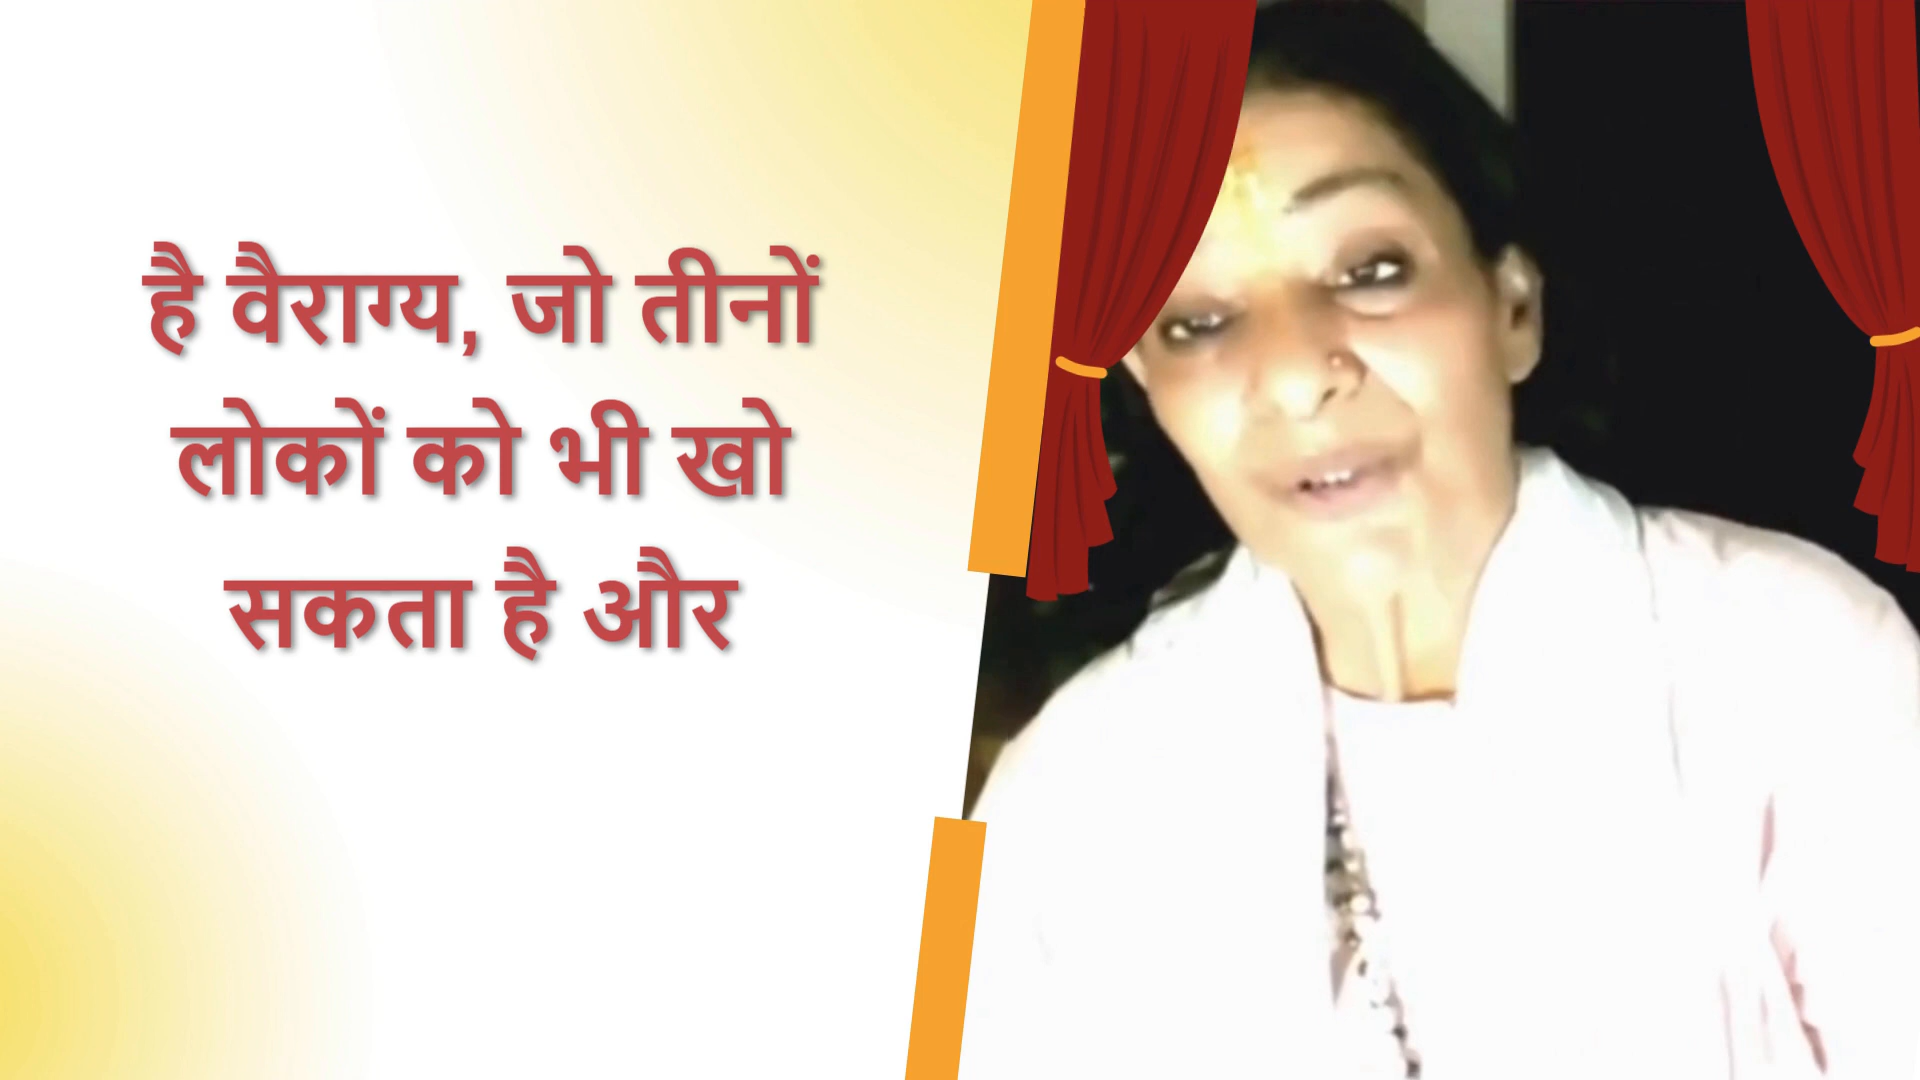 है वैराग्य, जो तीनों
लोकों को भी खो
सकता है और